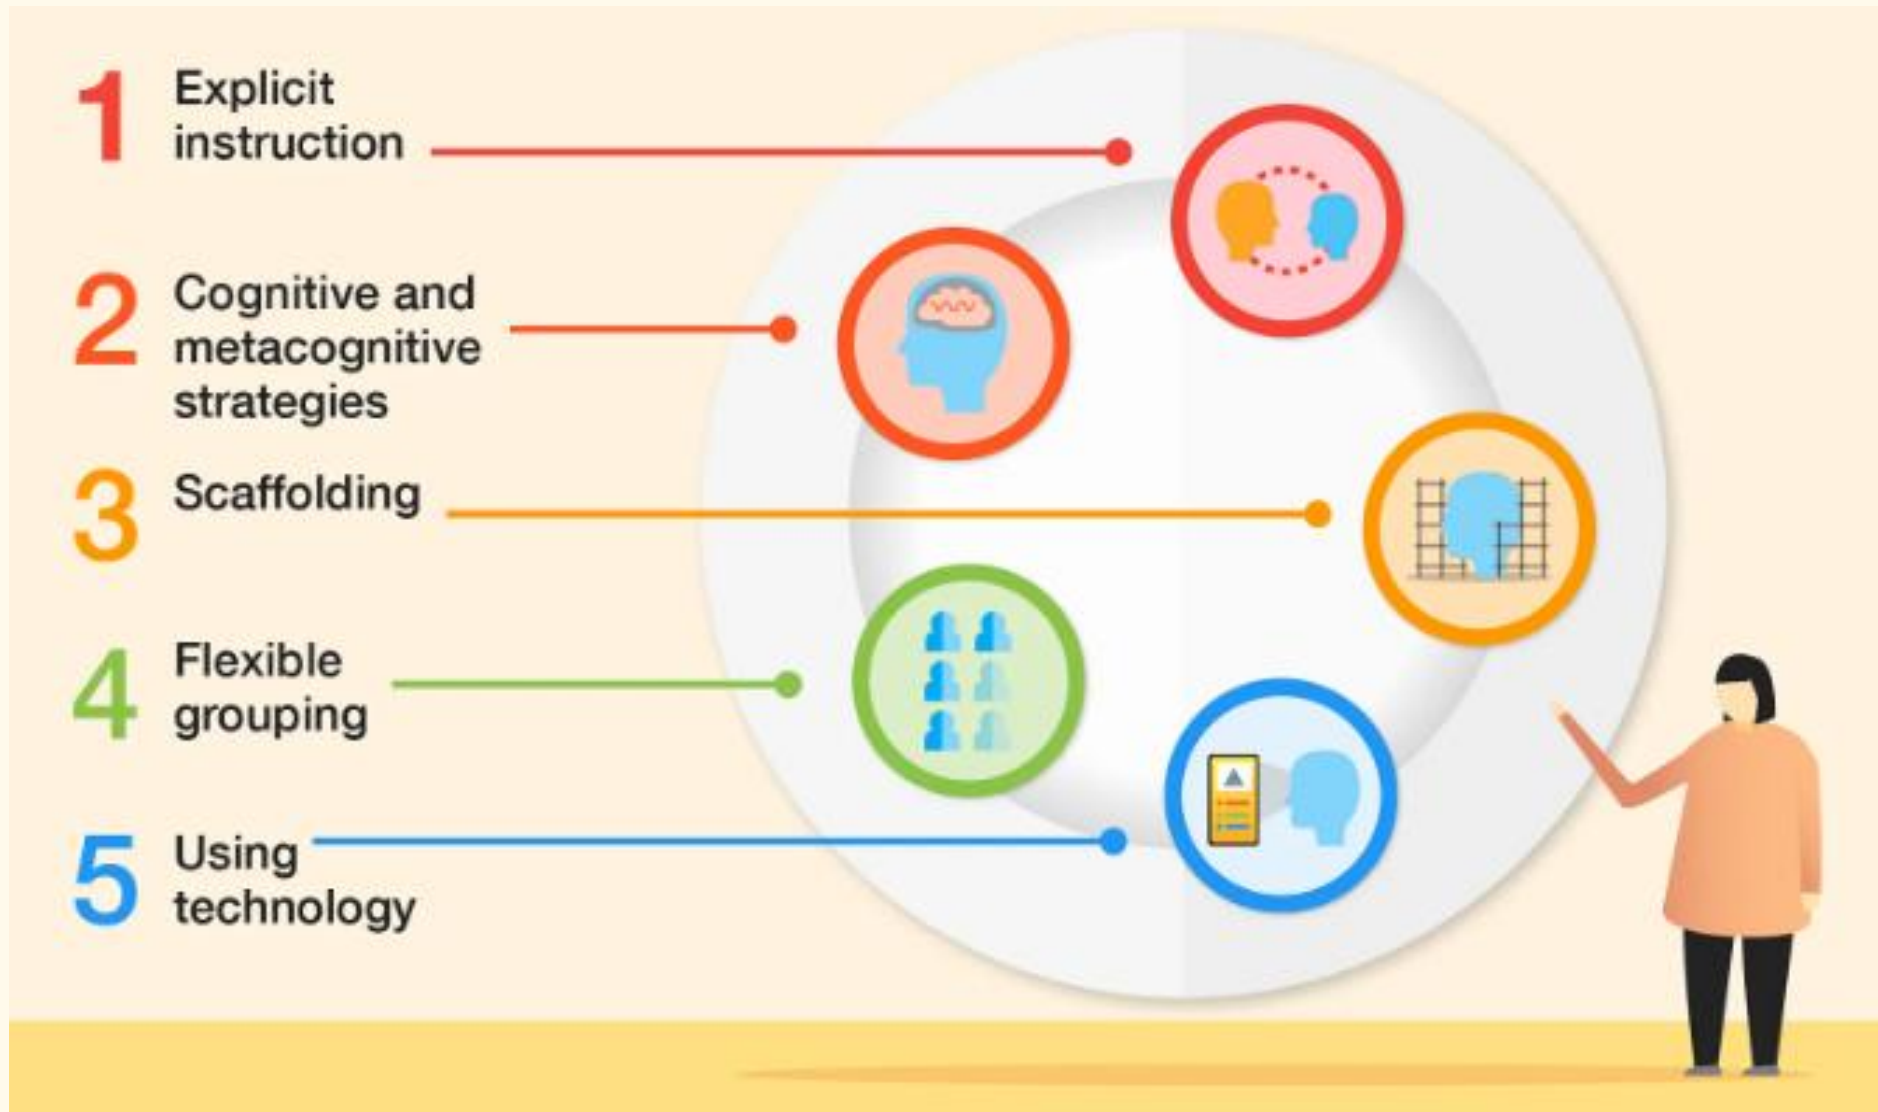 1 Explicit
instruction
2 Cognitive and
metacognitive
strategies
3 Scaffolding
4 Flexible
grouping
5 Using
technology